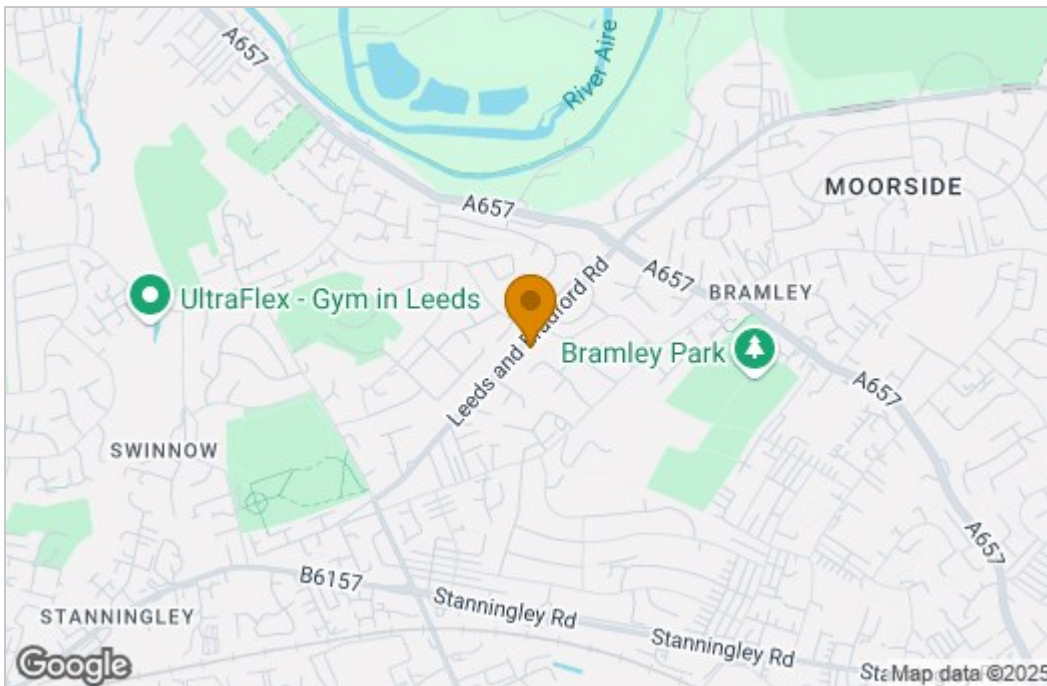 A657
River Aire
A657
MOORSIDE
A657
BRAMLEY
UltraFlex - Gym in Leeds
Leeds and Bradford Rd
Bramley Park
A657
SWINNOW
A657
B6157
STANNINGLEY
Stanningley Rd
Stanningley Rd
Google
Map data ©2025